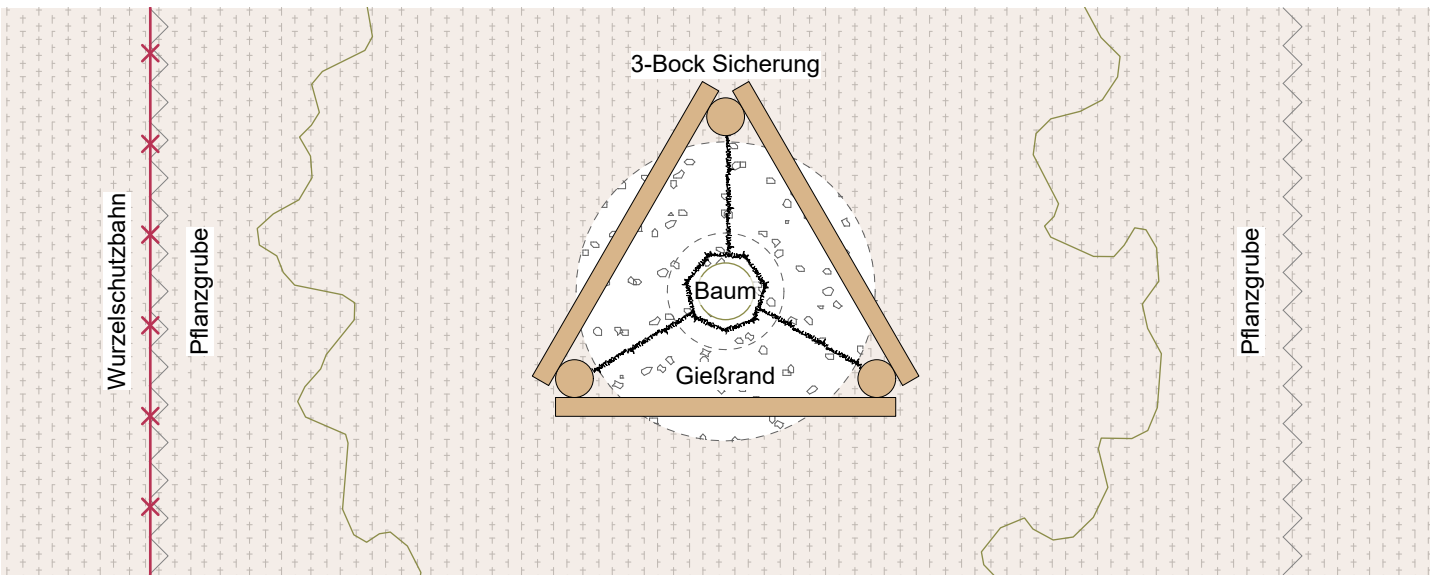 3-Bock Sicherung
Wurzelschutzbahn
Pflanzgrube
Baum
Gießrand
Pflanzgrube